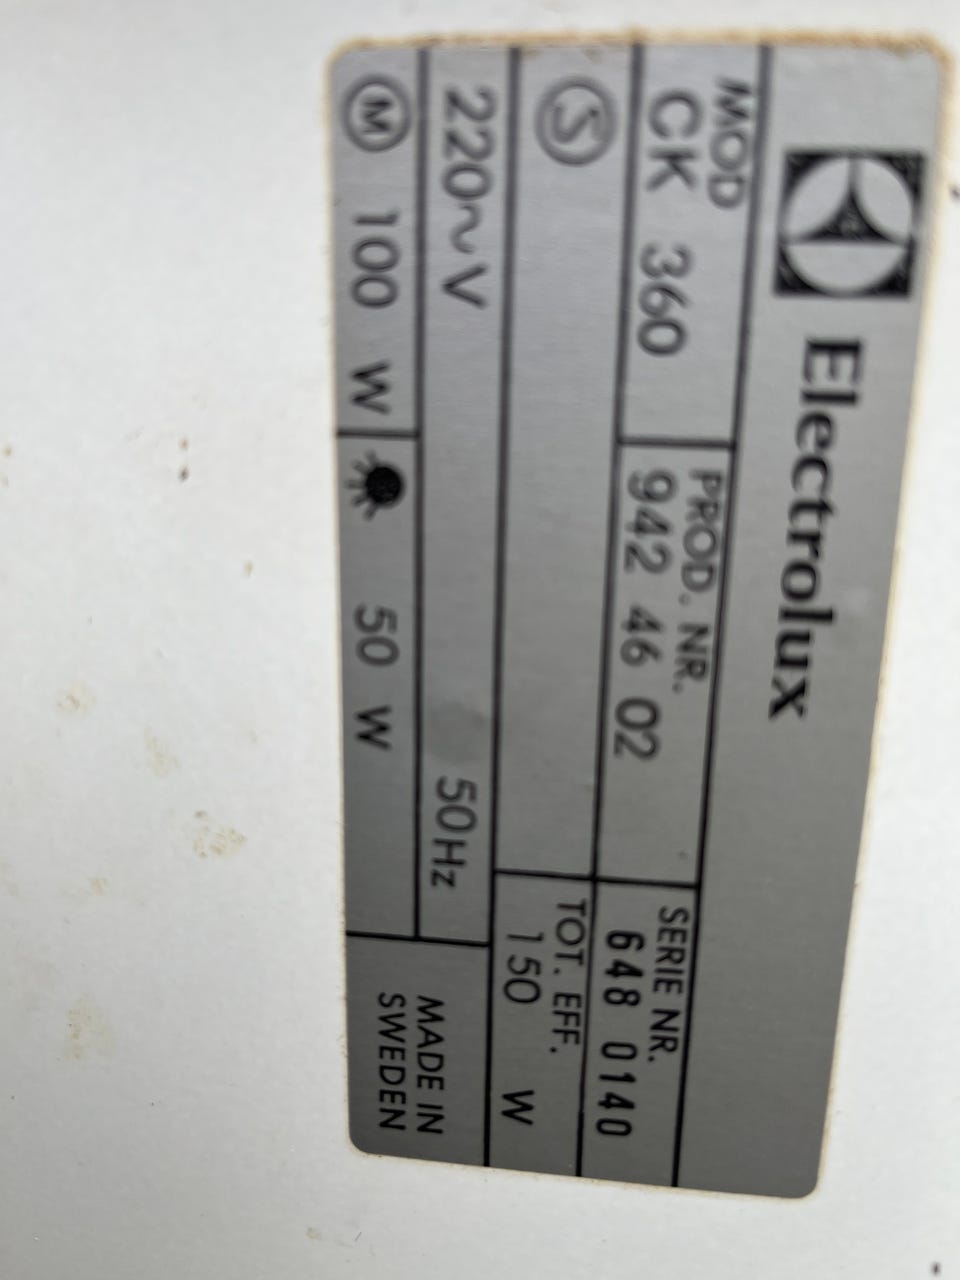 Electrolux
MOD
CK 360
PROD. NR.
942 46 02
SERIE NR.
648 0140
S
TOT. EFF.
150 W
220~V
50Hz
M 100 W
50 W
MADE IN
SWEDEN